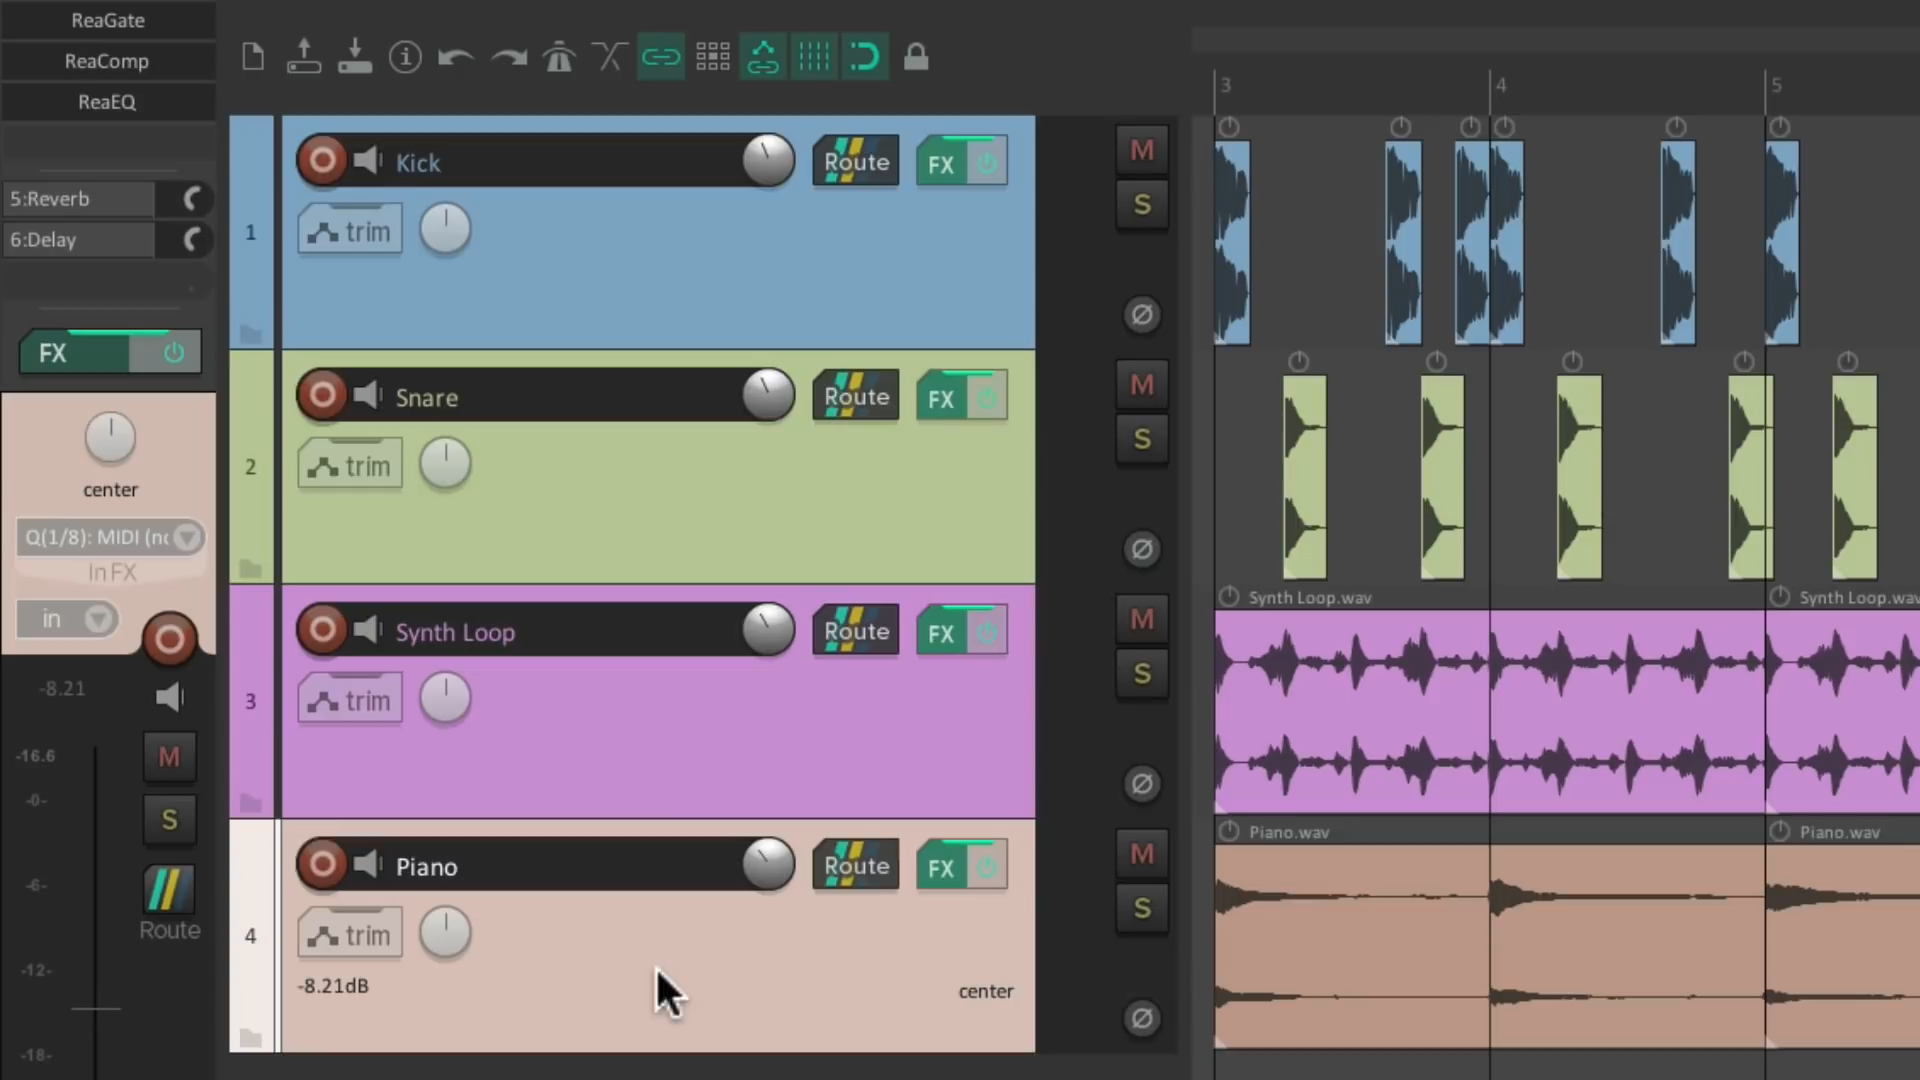 ReaGate
ReaComp
ReaEQ
5:Reverb
6:Delay
FX
center
Q(1/8): MIDI (no
In FX
in
-8.21
-16.6
-0-
-6-
-12-
-18-
M
S
Route
3
4
5
1
Kick
Route
FX
trim
M
S
2
Snare
Route
FX
trim
M
S
3
Synth Loop
Route
FX
trim
M
S
Synth Loop.wav
Synth Loop.wav
4
Piano
Route
FX
trim
-8.21dB
center
M
S
Piano.wav
Piano.wav